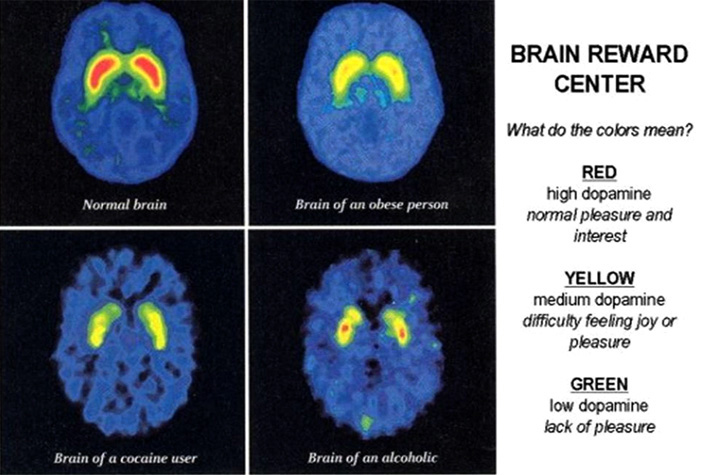 Normal brain
Brain of an obese person
Brain of a cocaine user
Brain of an alcoholic
BRAIN REWARD
CENTER
What do the colors mean?
RED
high dopamine
normal pleasure and
interest
YELLOW
medium dopamine
difficulty feeling joy or
pleasure
GREEN
low dopamine
lack of pleasure